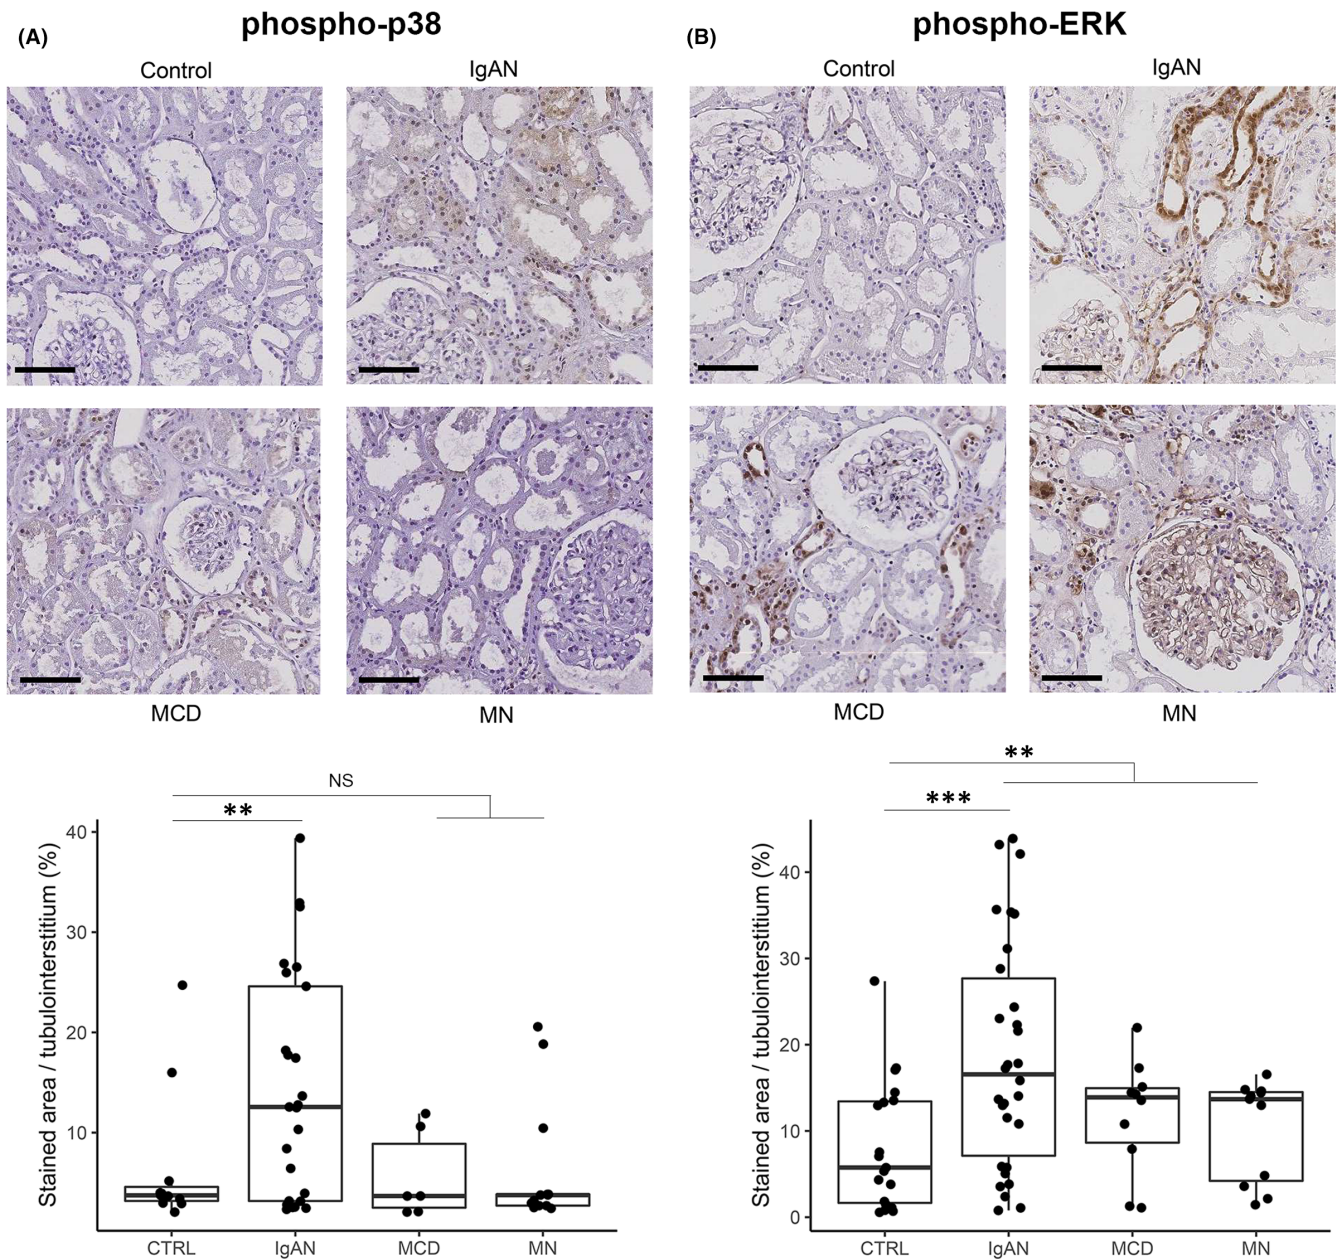 (A) phospho-p38
Control IgAN
MCD MN
NS
**
Stained area / tubulointerstitium (%)
40
30
20
10
CTRL IgAN MCD MN
(B) phospho-ERK
Control IgAN
MCD MN
**
***
Stained area / tubulointerstitium (%)
40
30
20
10
0
CTRL IgAN MCD MN